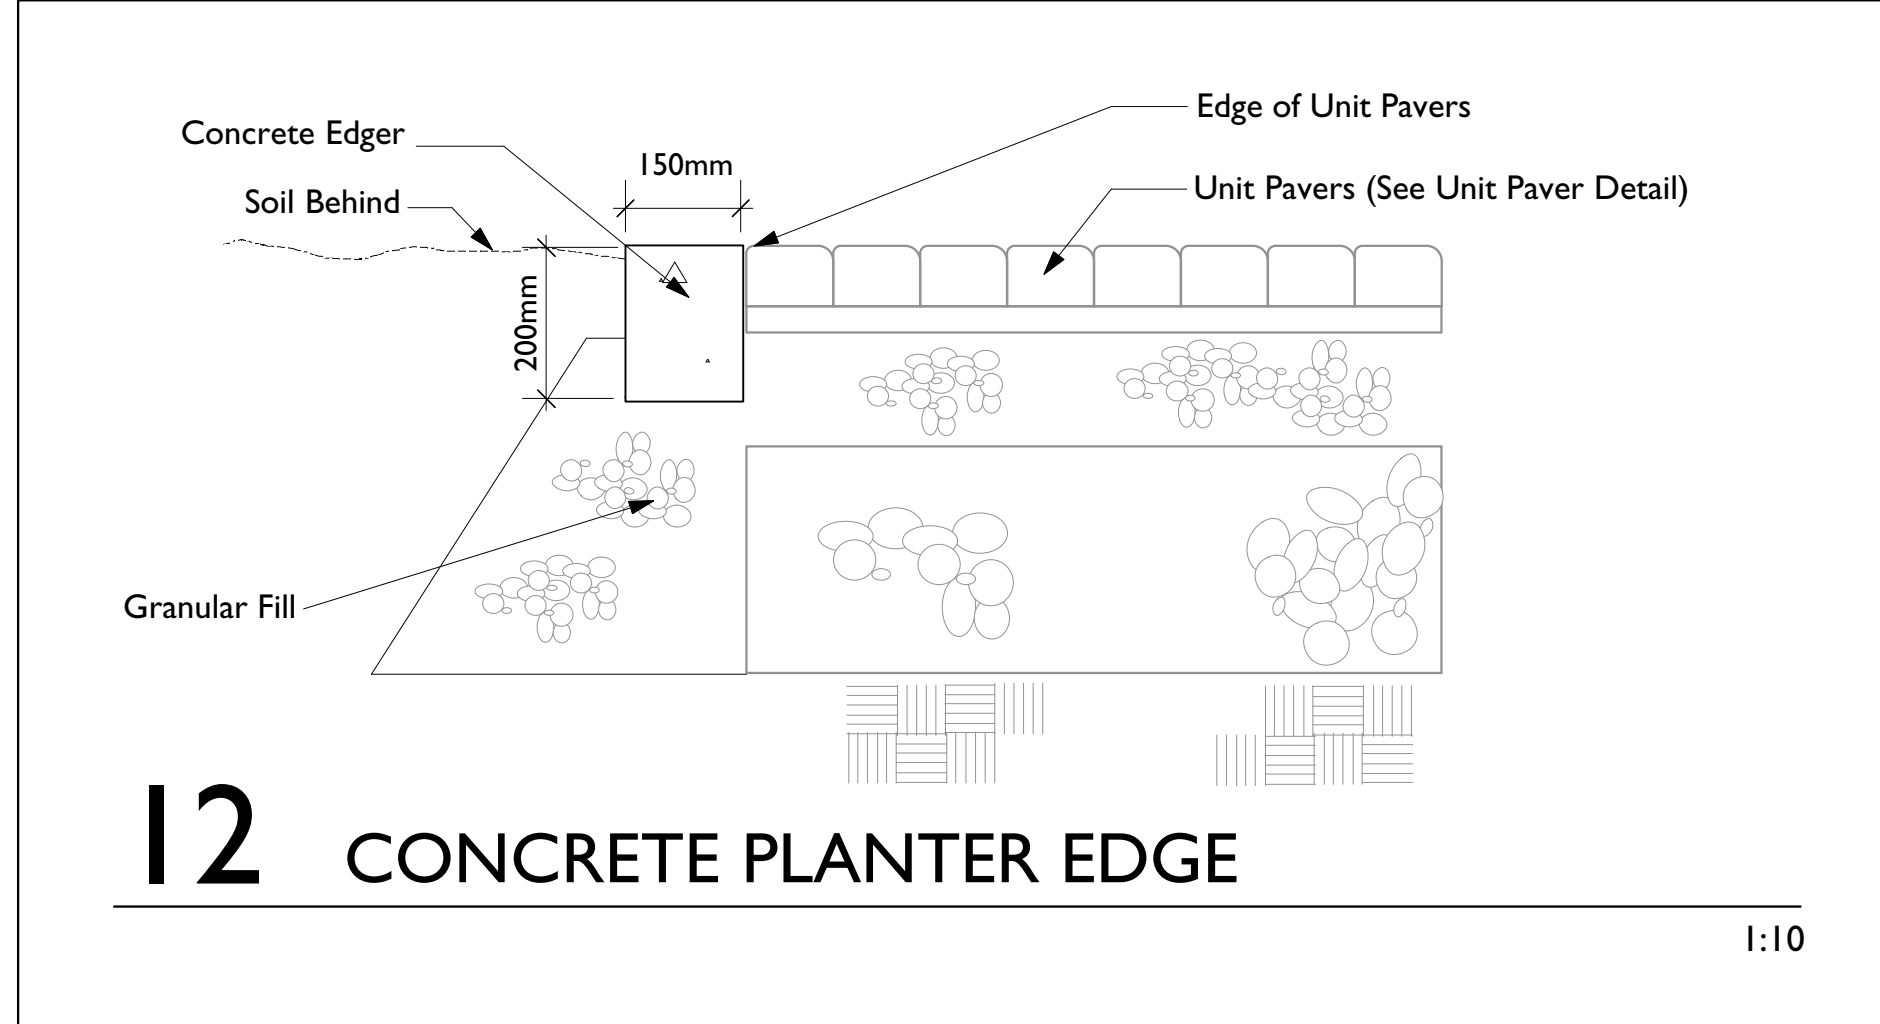 Edge of Unit Pavers
Concrete Edger
150mm
Unit Pavers (See Unit Paver Detail)
Soil Behind
200mm
Granular Fill
12 CONCRETE PLANTER EDGE
1:10